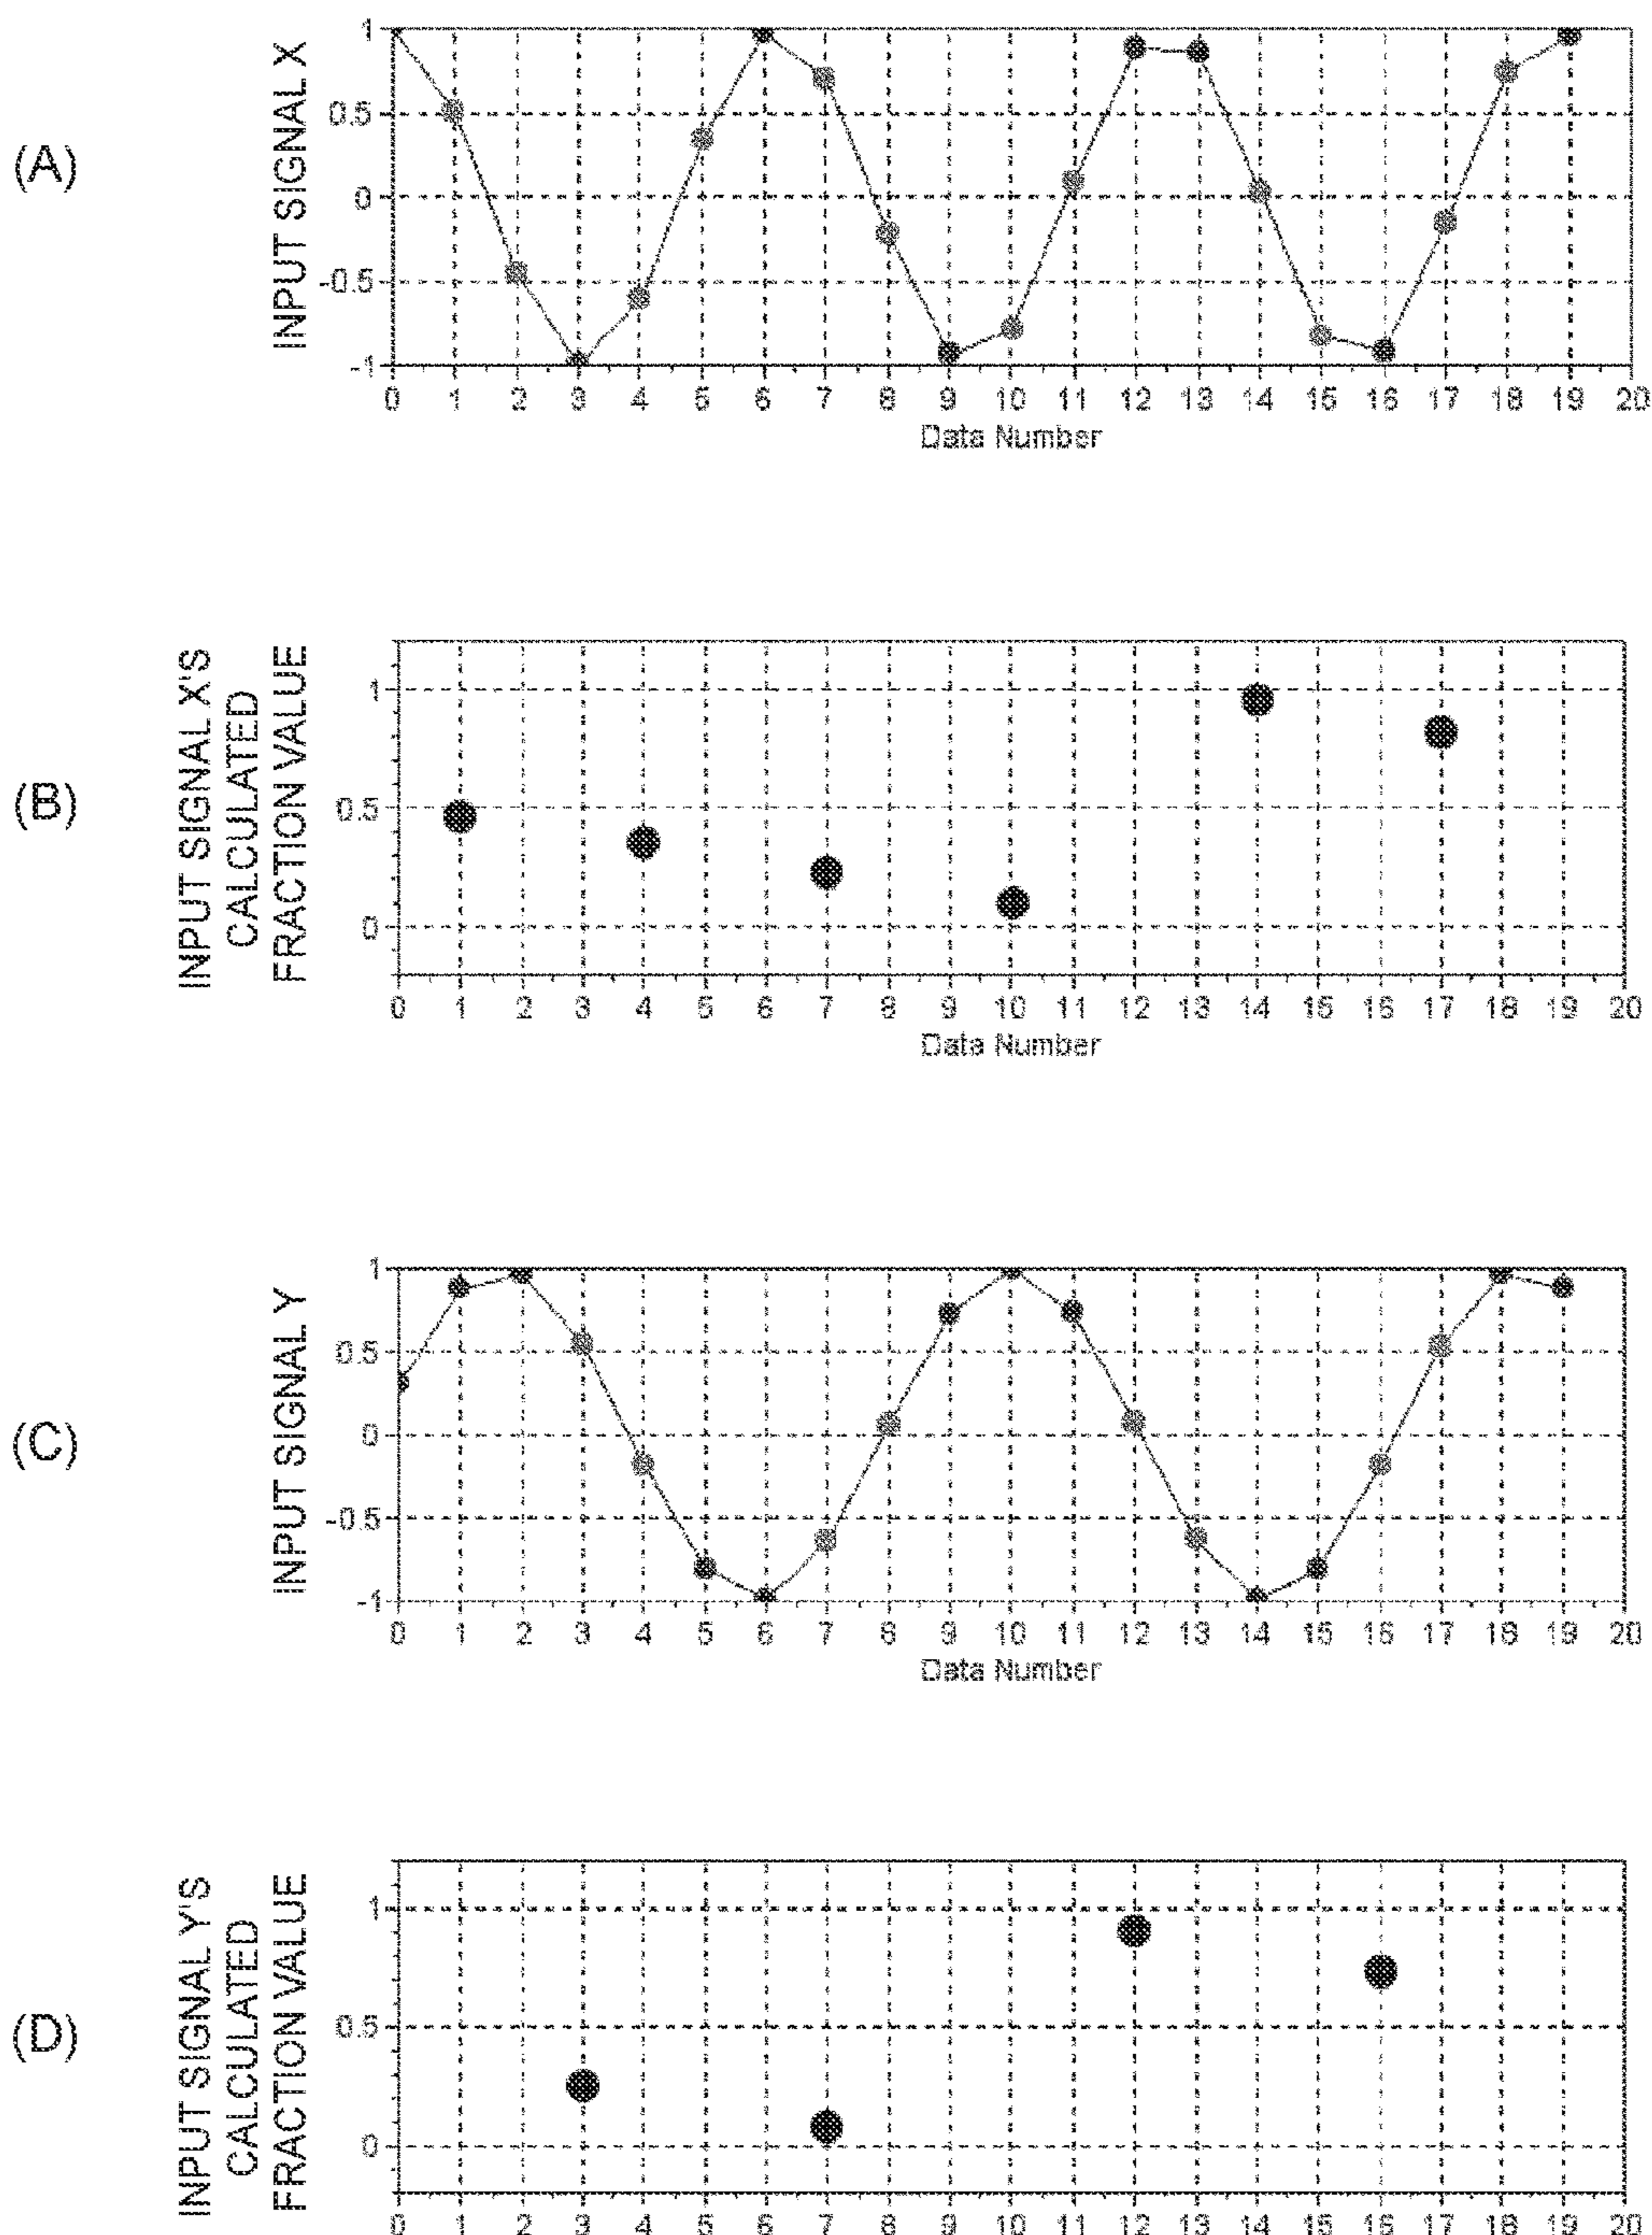 (A)
INPUT SIGNAL X
1
0.5
0
-0.5
-1
0 1 2 3 4 5 6 7 8 9 10 11 12 13 14 15 16 17 18 19 20
Data Number
(B)
INPUT SIGNAL X'S
CALCULATED
FRACTION VALUE
1
0.5
0
0 1 2 3 4 5 6 7 8 9 10 11 12 13 14 15 16 17 18 19 20
Data Number
(C)
INPUT SIGNAL Y
1
0.5
0
-0.5
-1
0 1 2 3 4 5 6 7 8 9 10 11 12 13 14 15 16 17 18 19 20
Data Number
(D)
INPUT SIGNAL Y'S
CALCULATED
FRACTION VALUE
1
0.5
0
0 1 2 3 4 5 6 7 8 9 10 11 12 13 14 15 16 17 18 19 20